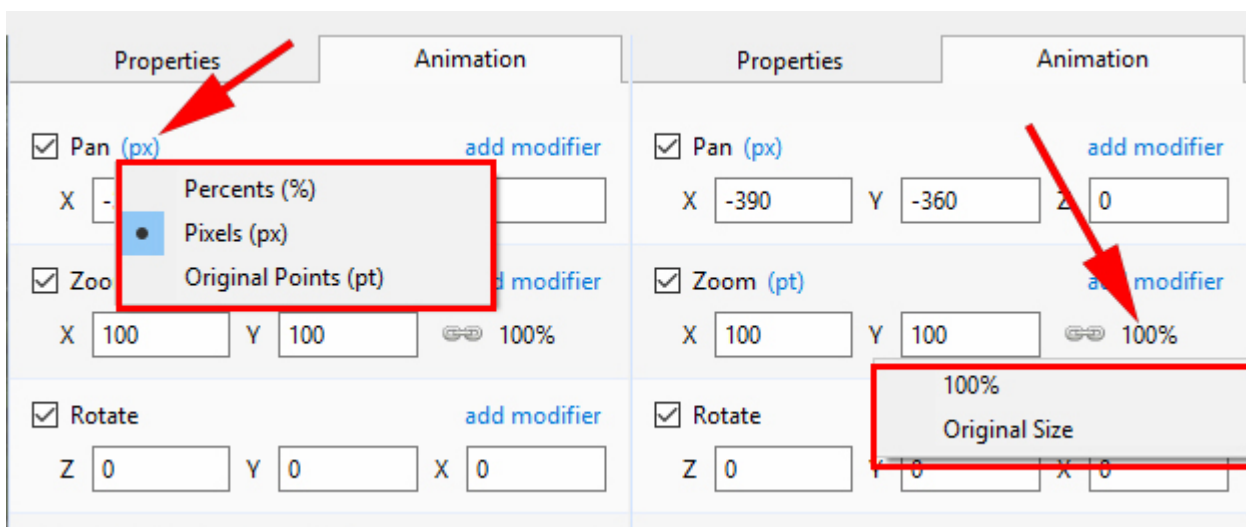 Properties Animation
Pan (px) add modifier
X
Percents (%)
Pixels (px)
Original Points (pt)
Zoo d modifier
X 100 Y 100 100%
Rotate add modifier
Z 0 Y 0 X 0
Properties Animation
Pan (px) add modifier
X -390 Y -360 Z 0
Zoom (pt) add modifier
X 100 Y 100 100%
100%
Original Size
Rotate
Z 0 Y 0 X 0